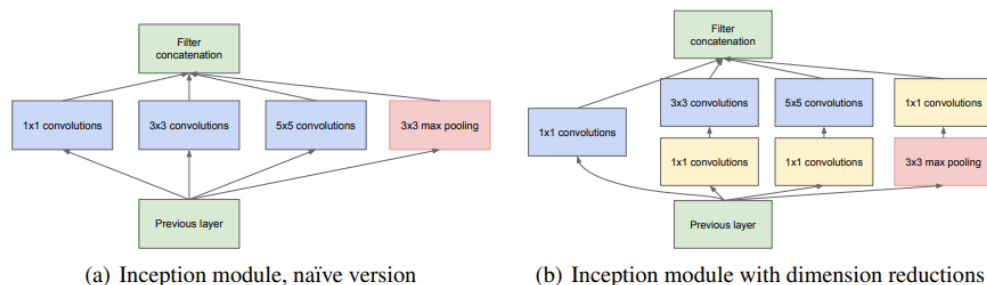 Filter
concatenation
1x1 convolutions
3x3 convolutions
5x5 convolutions
3x3 max pooling
Previous layer
(a) Inception module, naïve version
Filter
concatenation
3x3 convolutions
5x5 convolutions
1x1 convolutions
1x1 convolutions
1x1 convolutions
1x1 convolutions
3x3 max pooling
Previous layer
(b) Inception module with dimension reductions